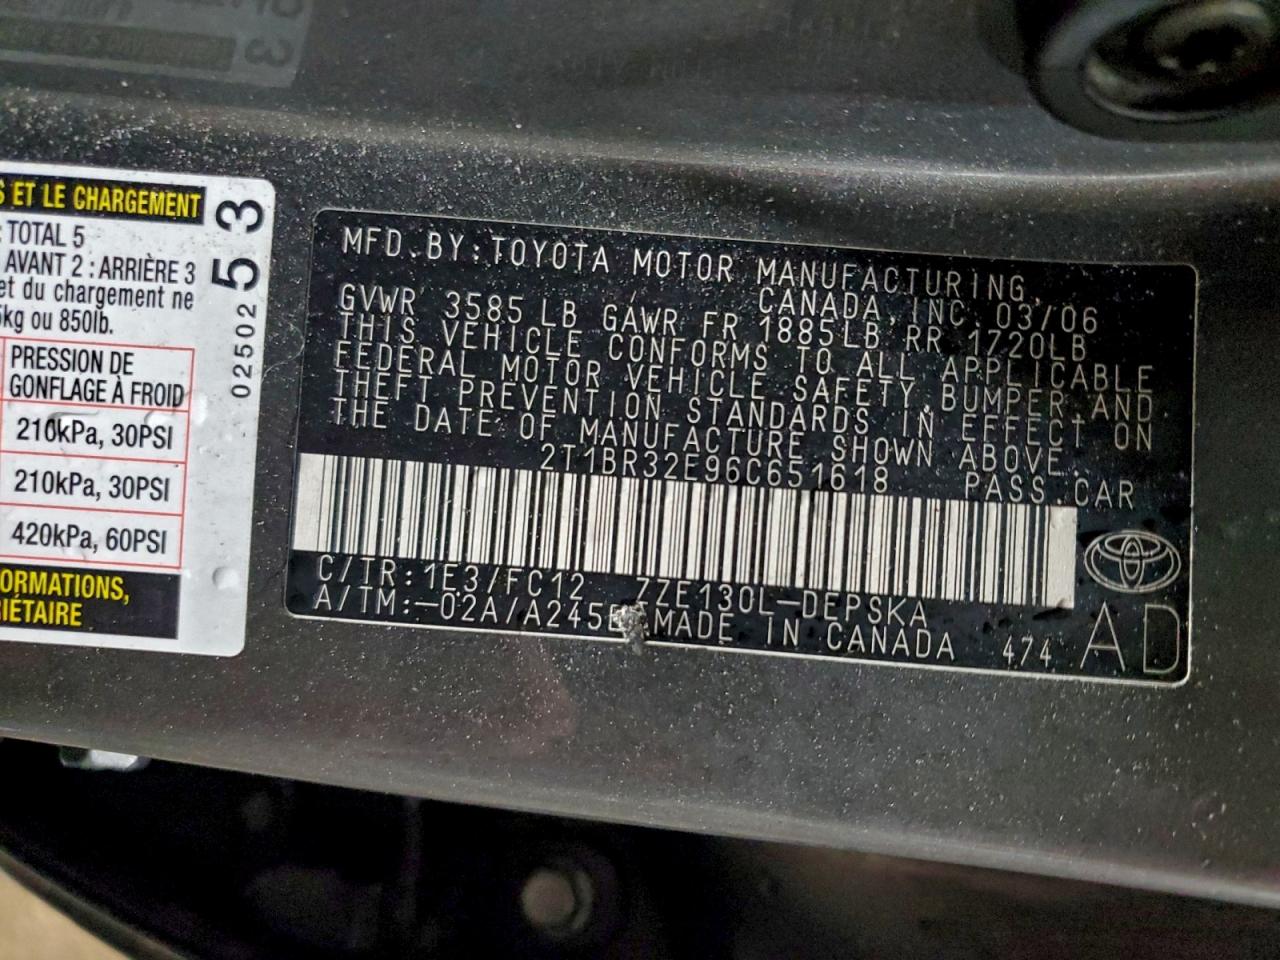 S ET LE CHARGEMENT
TOTAL 5
AVANT 2 : ARRIÈRE 3
et du chargement ne
kg ou 850lb.
PRESSION DE
GONFLAGE À FROID
210kPa, 30PSI
210kPa, 30PSI
420kPa, 60PSI
ORMATIONS,
RIÉTAIRE
02502 53
MFD.BY:TOYOTA MOTOR MANUFACTURING,
CANADA, INC. 03/06
GVWR 3585 LB GAWR FR 1885LB RR 1720LB
THIS VEHICLE CONFORMS TO ALL APPLICABLE
FEDERAL MOTOR VEHICLE SAFETY,BUMPER,AND
THEFT PREVENTION STANDARDS IN EFFECT ON
THE DATE OF MANUFACTURE SHOWN ABOVE.
2T1BR32E96C651618 PASS.CAR
C/TR:1E3/FC12 7ZE130L-DEPSKA
A/TM:-02A/A245E MADE IN CANADA 474 AD